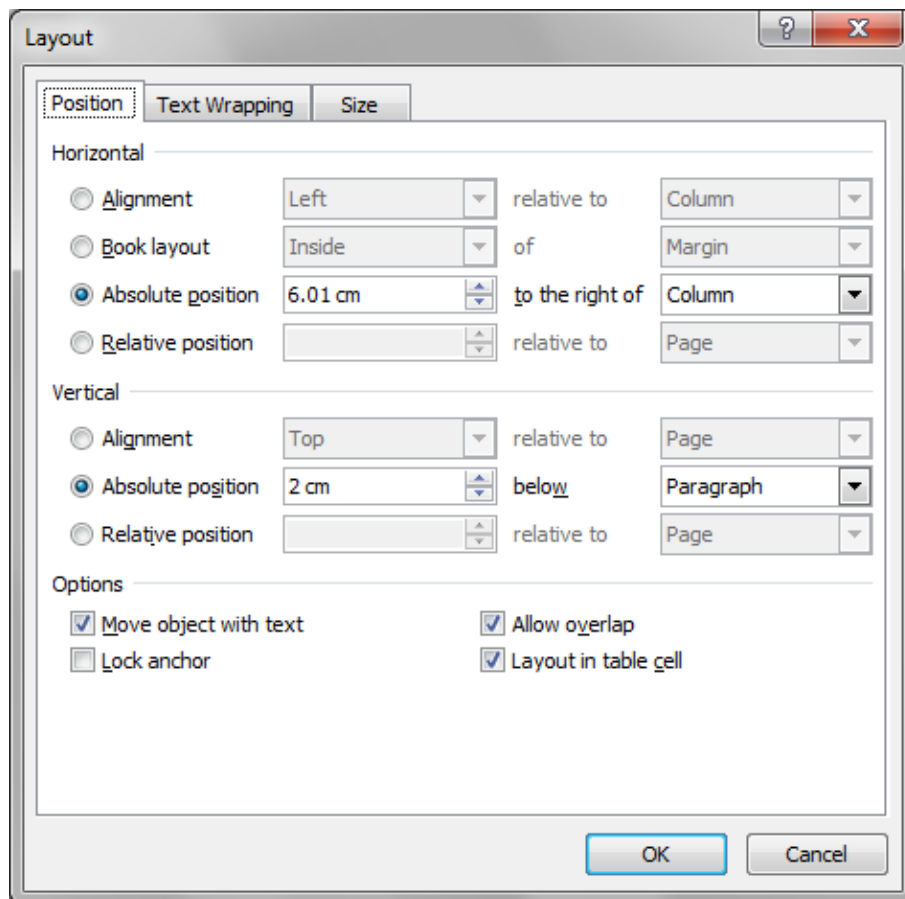 Layout
Position Text Wrapping Size
Horizontal
Alignment Left relative to Column
Book layout Inside of Margin
Absolute position 6.01 cm to the right of Column
Relative position relative to Page
Vertical
Alignment Top relative to Page
Absolute position 2 cm below Paragraph
Relative position relative to Page
Options
Move object with text Allow overlap
Lock anchor Layout in table cell
OK Cancel